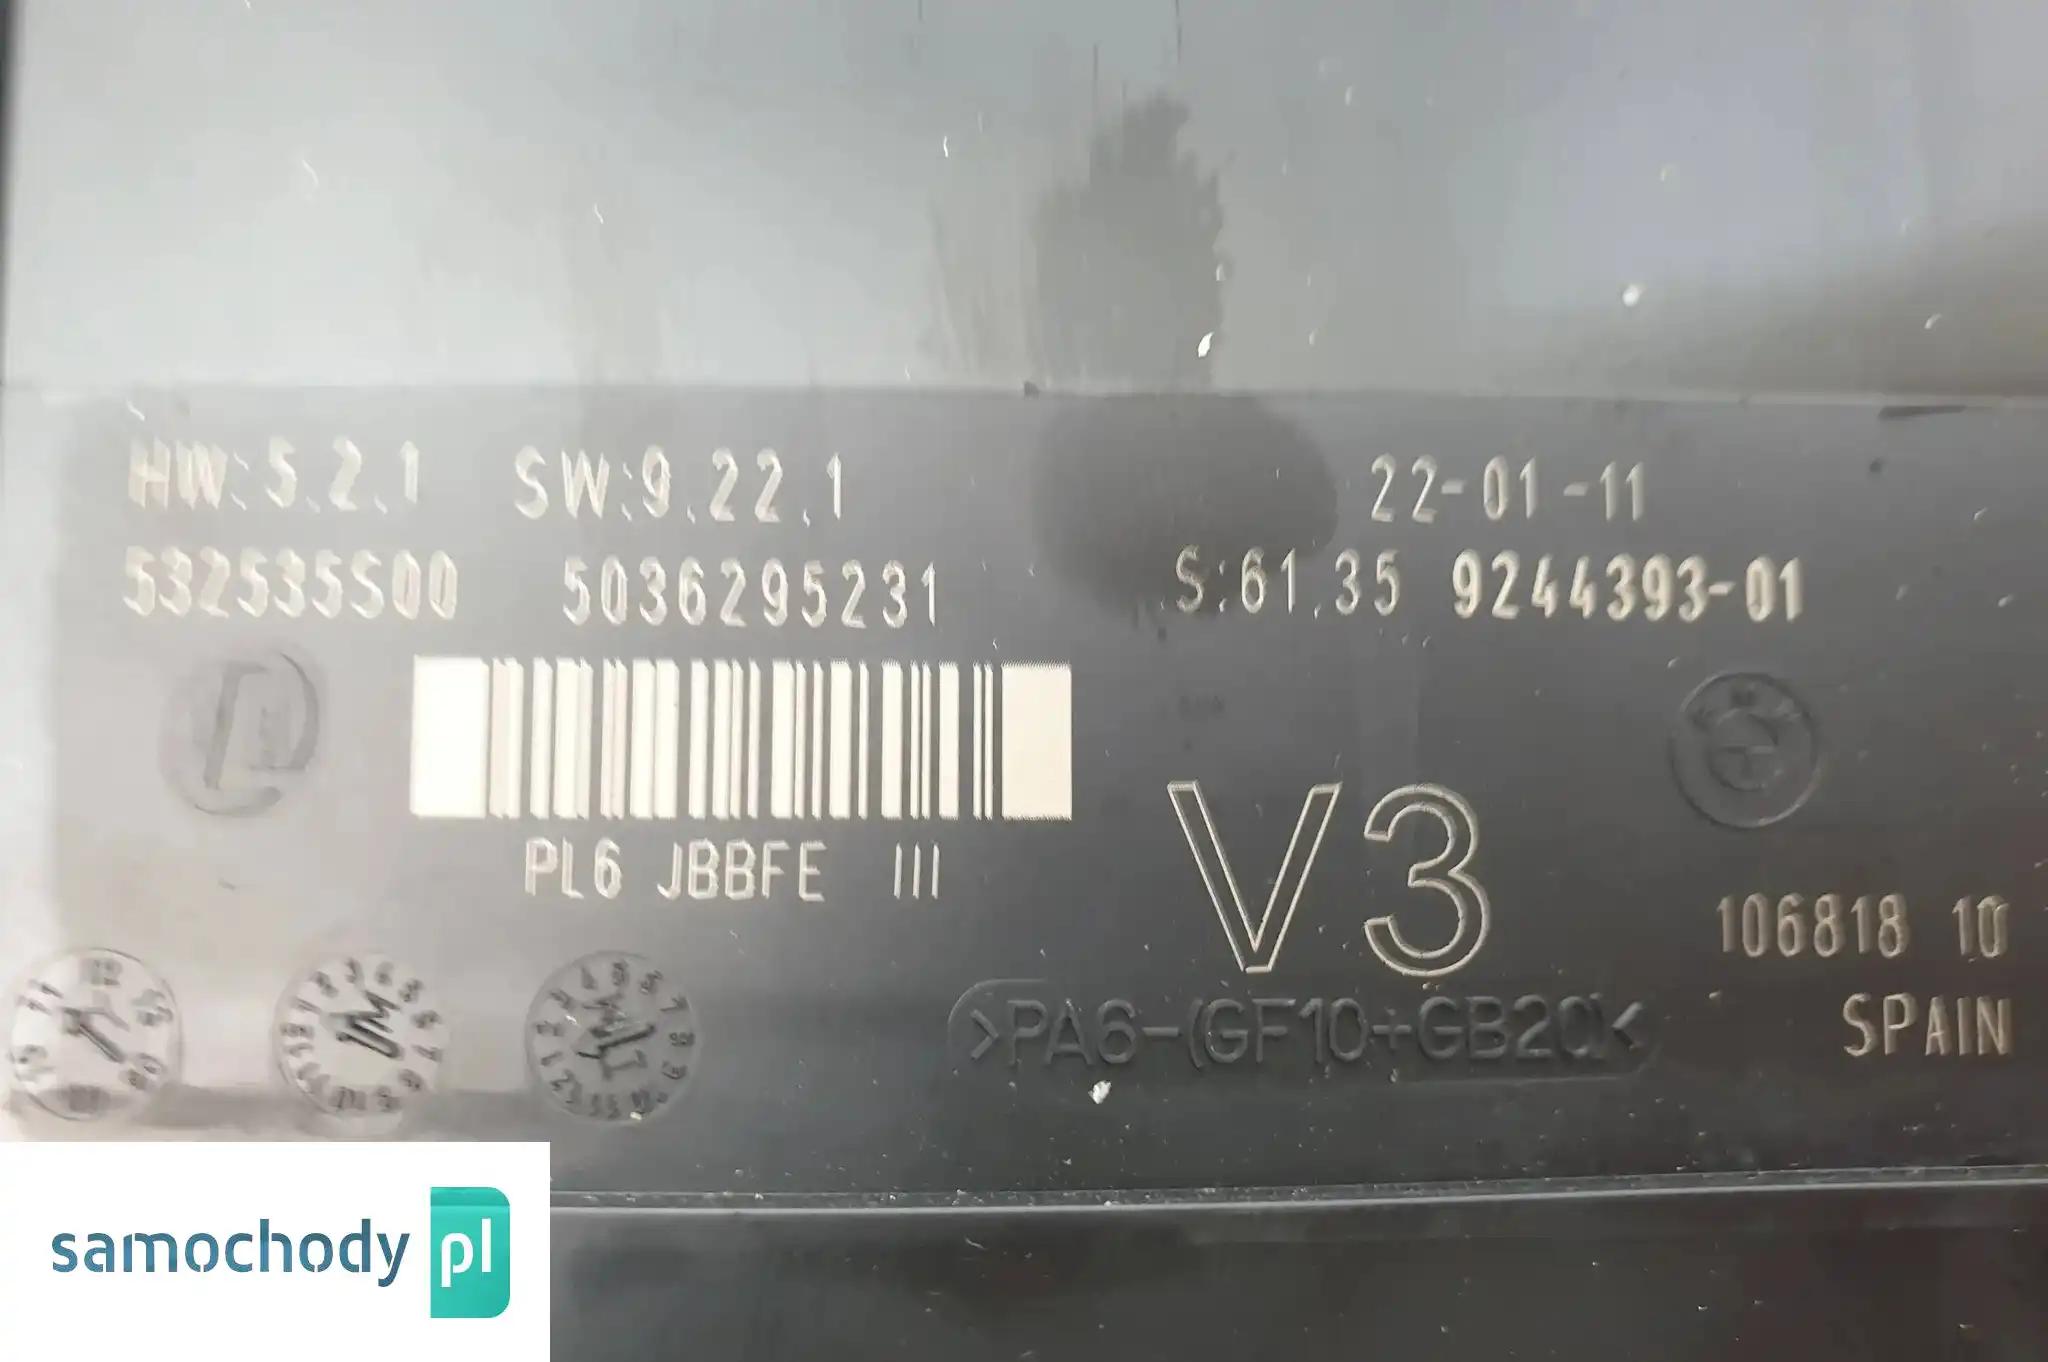 HW:5.2.1 SW:9.22.1 22-01-11
532535S00 5036295231 S:61.35 9244393-01
PL6 JBBFE III
V3
106818 10
>PA6-(GF10+GB20)<
SPAIN
samochody pl